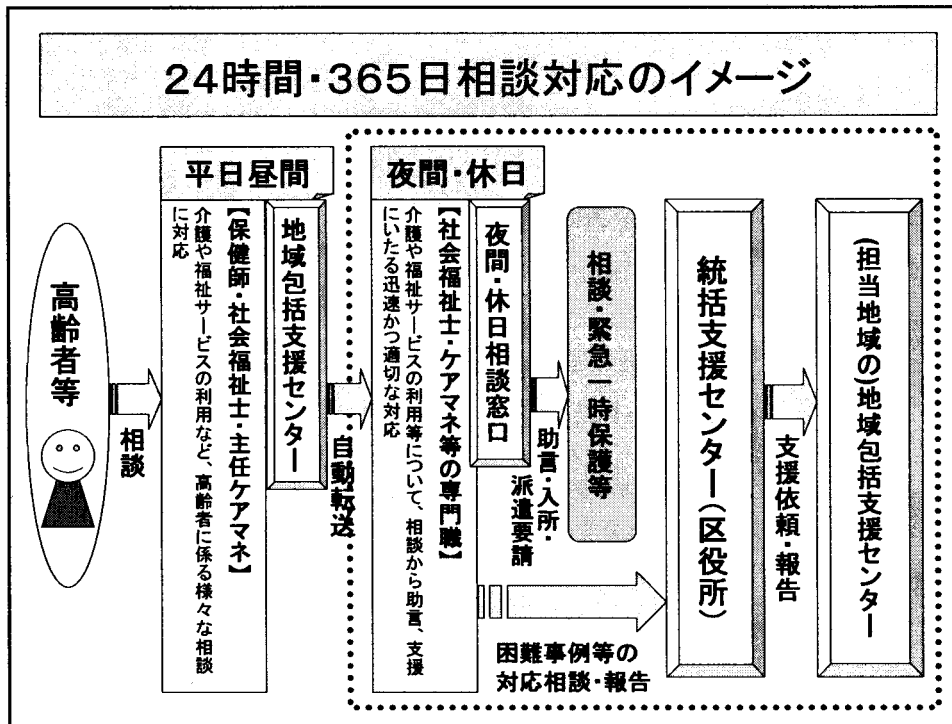 24時間・365日相談対応のイメージ
高齢者等
相談
平日昼間
地域包括支援センター
【保健師・社会福祉士・主任ケアマネ】
介護や福祉サービスの利用など、高齢者に係る様々な相談
に対応
自動転送
夜間・休日
夜間・休日相談窓口
【社会福祉士・ケアマネ等の専門職】
介護や福祉サービスの利用等について、相談から助言、支援
にいたる迅速かつ適切な対応
助言・入所・
派遣要請
相談・緊急一時保護等
困難事例等の
対応相談・報告
統括支援センター(区役所)
支援依頼・報告
(担当地域の)地域包括支援センター